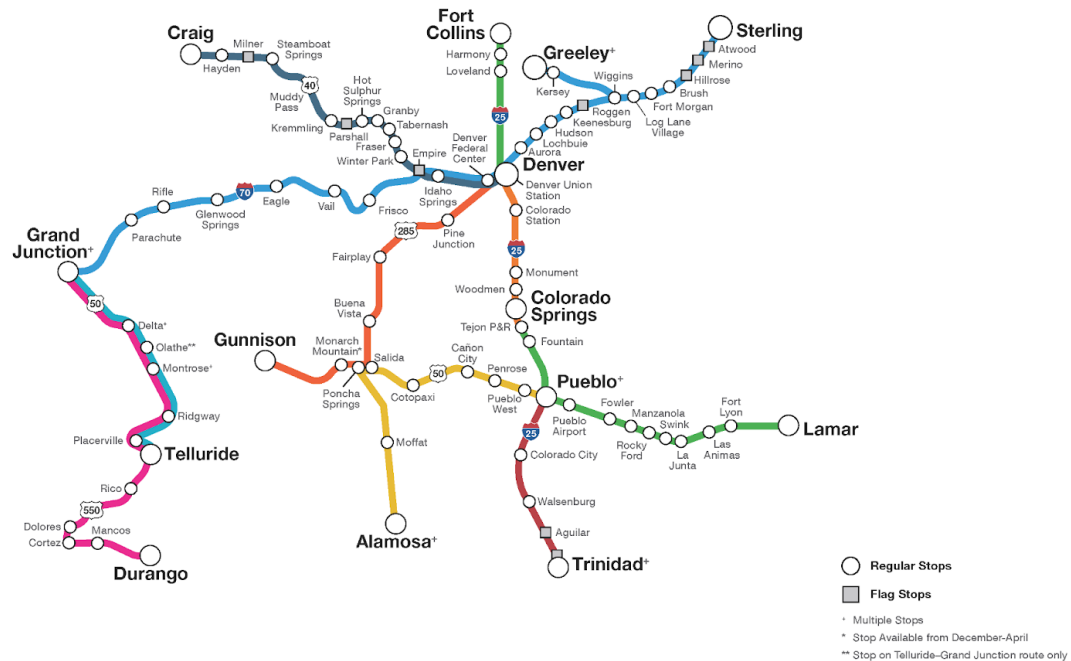 Craig
Hayden
Milner
Steamboat
Springs
40
Muddy
Pass
Kremmling
Parshall
Hot
Sulphur
Springs
Granby
Tabernash
Fraser
Winter Park
Empire
Idaho
Springs
Denver
Federal
Center
Fort
Collins
Harmony
Loveland
25
Greeley+
Kersey
Wiggins
Sterling
Atwood
Merino
Hillrose
Brush
Fort Morgan
Log Lane
Village
Roggen
Keenesburg
Hudson
Lochbuie
Aurora
Denver
Denver Union
Station
Colorado
Station
25
Monument
Woodmen
Colorado
Springs
Tejon P&R
Fountain
Rifle
Parachute
Glenwood
Springs
70
Eagle
Vail
Frisco
Grand
Junction+
50
Delta+
Olathe**
Montrose+
Ridgway
Placerville
Telluride
Rico
550
Dolores
Cortez
Mancos
Durango
Pine
Junction
285
Fairplay
Buena
Vista
Gunnison
Monarch
Mountain*
Salida
Poncha
Springs
Cotopaxi
50
Cañon
City
Penrose
Pueblo
West
Moffat
Alamosa+
Pueblo+
Pueblo
Airport
Fowler
Rocky
Ford
Manzanola
Swink
La
Junta
Las
Animas
Fort
Lyon
Lamar
25
Colorado City
Walsenburg
Aguilar
Trinidad+
Regular Stops
Flag Stops
+ Multiple Stops
* Stop Available from December-April
** Stop on Telluride–Grand Junction route only